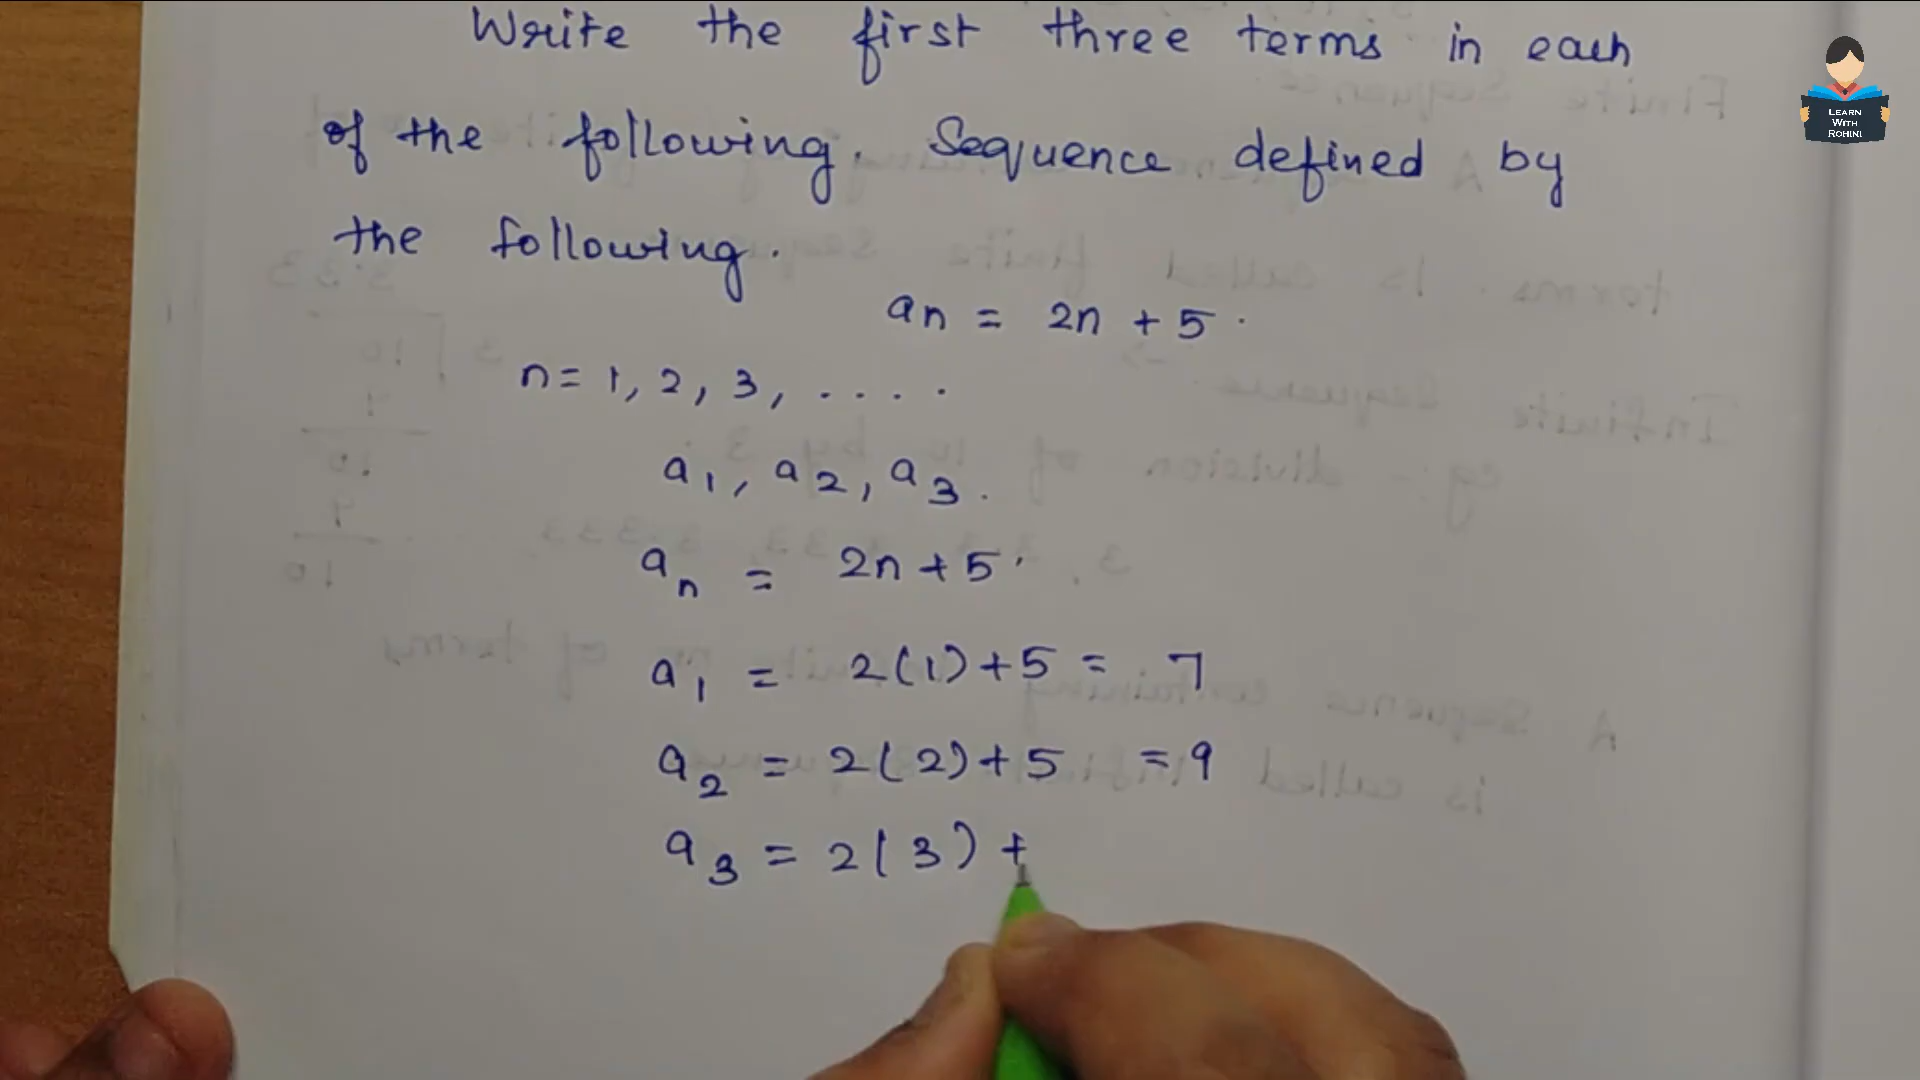 Write the first three terms in each
of the following. Sequence defined by
the following.
an = 2n + 5.
n = 1, 2, 3, ....
a1, a2, a3.
an = 2n + 5.
a1 = 2(1) + 5 = 7
a2 = 2(2) + 5 = 9
a3 = 2(3) +
LEARN
WITH
ROHINI